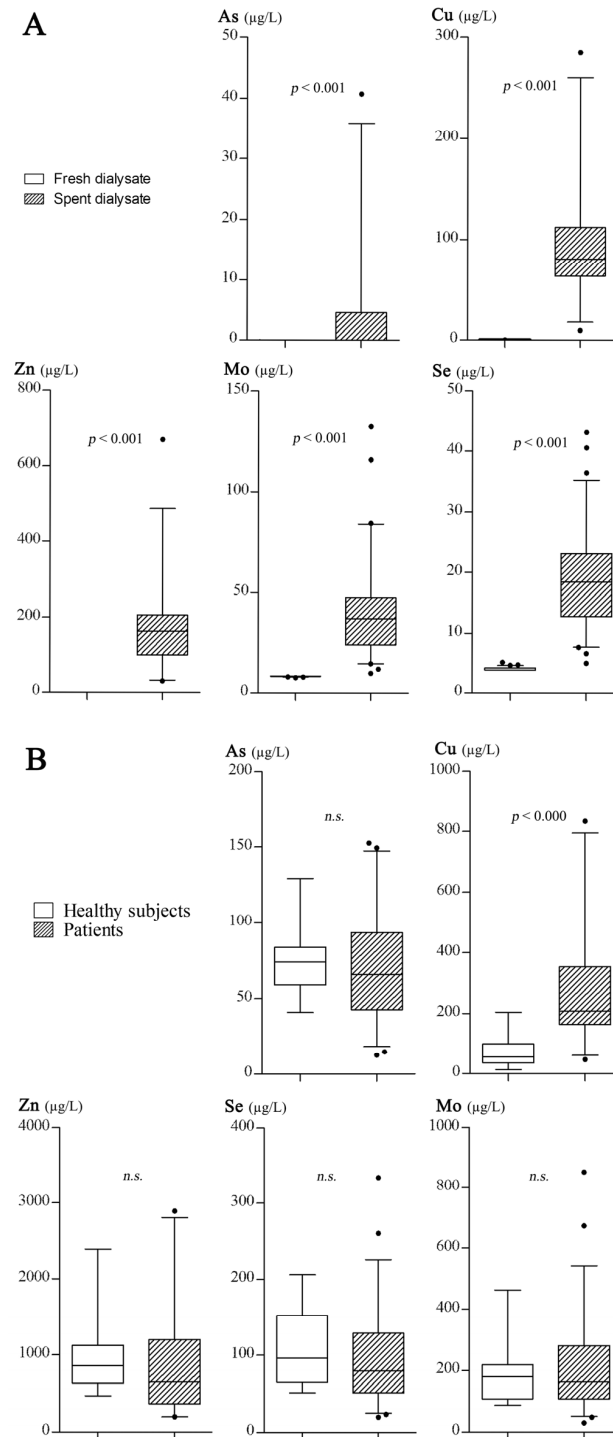 A
As (µg/L)
50
40
30
20
10
0
p < 0.001
Cu (µg/L)
300
200
100
0
p < 0.001
Fresh dialysate
Spent dialysate
Zn (µg/L)
800
600
400
200
0
p < 0.001
Mo (µg/L)
150
100
50
0
p < 0.001
Se (µg/L)
50
40
30
20
10
0
p < 0.001
B
As (µg/L)
200
150
100
50
0
n.s.
Cu (µg/L)
1000
800
600
400
200
0
p < 0.000
Healthy subjects
Patients
Zn (µg/L)
4000
3000
2000
1000
0
n.s.
Se (µg/L)
400
300
200
100
0
n.s.
Mo (µg/L)
1000
800
600
400
200
0
n.s.